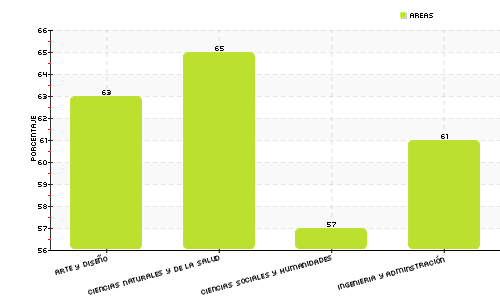 AREAS
66
65
64
63
62
61
60
59
58
57
56
PORCENTAJE
63
65
57
61
ARTE Y DISEÑO
CIENCIAS NATURALES Y DE LA SALUD
CIENCIAS SOCIALES Y HUMANIDADES
INGENIERIA Y ADMINSTRACIÓN